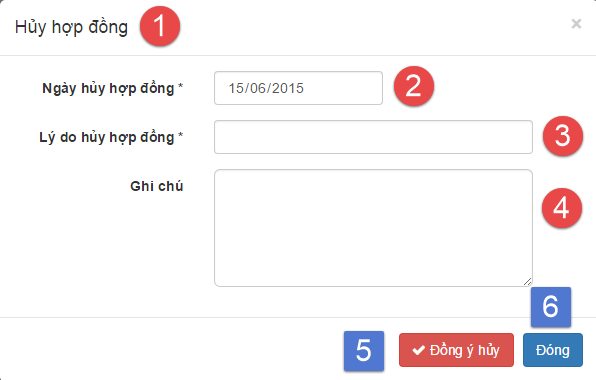 Hủy hợp đồng 1 ×
Ngày hủy hợp đồng * 15/06/2015 2
Lý do hủy hợp đồng * 3
Ghi chú 4
6
5 Đồng ý hủy Đóng